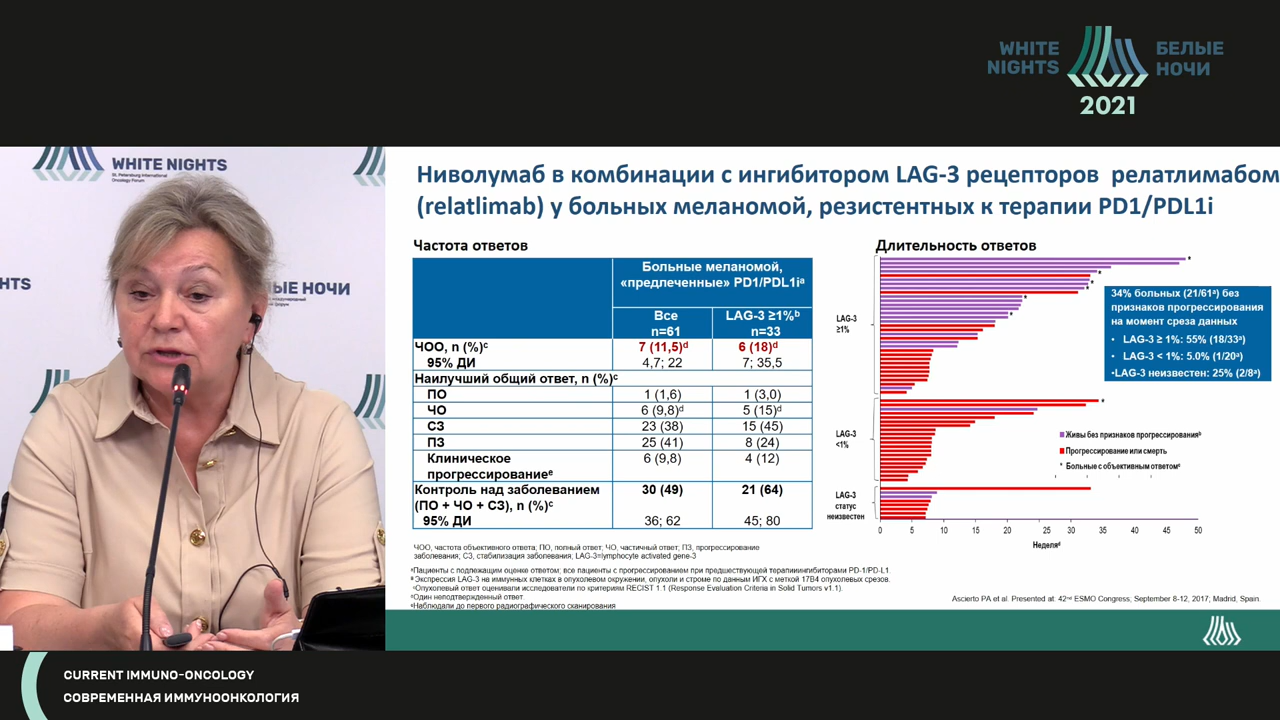 WHITE NIGHTS
БЕЛЫЕ НОЧИ
2021
WHITE NIGHTS
St. Petersburg International
Oncology Forum
GHTS
БЕЛЫЕ НОЧИ
Ниволумаб в комбинации с ингибитором LAG-3 рецепторов релатлимабом
(relatlimab) у больных меланомой, резистентных к терапии PD1/PDL1i
Частота ответов
Больные меланомой,
«предлеченные» PD1/PDL1iᵃ
Все
n=61
LAG-3 ≥1%ᵇ
n=33
ЧОО, n (%)ᶜ 7 (11,5)ᵈ 6 (18)ᵈ
95% ДИ 4,7; 22 7; 35,5
Наилучший общий ответ, n (%)ᶜ
ПО 1 (1,6) 1 (3,0)
ЧО 6 (9,8)ᵈ 5 (15)ᵈ
СЗ 23 (38) 15 (45)
ПЗ 25 (41) 8 (24)
Клиническое
прогрессированиеᵉ 6 (9,8) 4 (12)
Контроль над заболеванием
(ПО + ЧО + СЗ), n (%)ᶜ 30 (49) 21 (64)
95% ДИ 36; 62 45; 80
ЧОО, частота объективного ответа; ПО, полный ответ; ЧО, частичный ответ; ПЗ, прогрессирование
заболевания; СЗ, стабилизация заболевания; LAG-3=lymphocyte activated gene-3
ᵃПациенты с подлежащим оценке ответом; все пациенты с прогрессированием при предшествующей терапииингибиторами PD-1/PD-L1.
ᵃ Экспрессия LAG-3 на иммунных клетках в опухолевом окружении, опухоли и строме по данным ИГХ с меткой 17B4 опухолевых срезов.
ᶜОпухолевый ответ оценивали исследователи по критериям RECIST 1.1 (Response Evaluation Criteria in Solid Tumors v1.1).
ᵈОдин неподтвержденный ответ.
ᵉНаблюдали до первого радиографического сканирования
Длительность ответов
LAG-3
≥1%
LAG-3
<1%
LAG-3
статус
неизвестен
34% больных (21/61ᵃ) без
признаков прогрессирования
на момент среза данных
• LAG-3 ≥ 1%: 55% (18/33ᵃ)
• LAG-3 < 1%: 5.0% (1/20ᵃ)
•LAG-3 неизвестен: 25% (2/8ᵃ)
Живы без признаков прогрессированияᵇ
Прогрессирование или смерть
* Больные с объективным ответомᶜ
0 5 10 15 20 25 30 35 40 45 50
Неделяᵈ
Ascierto PA et al. Presented at: 42ⁿᵈ ESMO Congress; September 8-12, 2017; Madrid, Spain.
CURRENT IMMUNO-ONCOLOGY
СОВРЕМЕННАЯ ИММУНООНКОЛОГИЯ